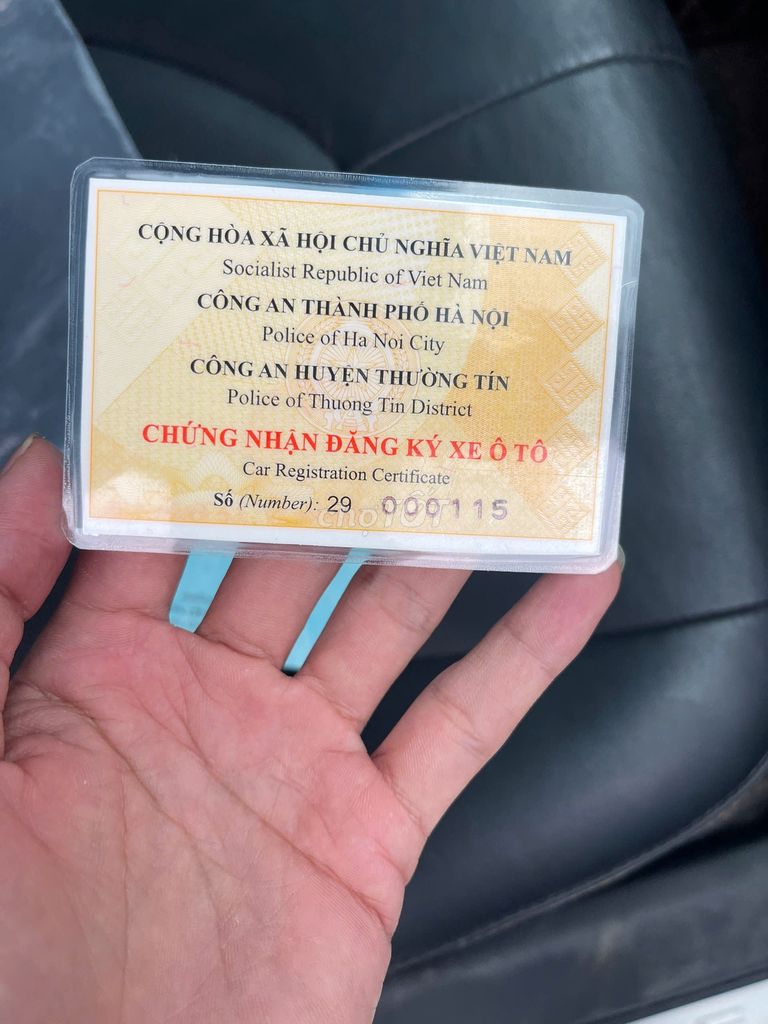 CỘNG HÒA XÃ HỘI CHỦ NGHĨA VIỆT NAM
Socialist Republic of Viet Nam
CÔNG AN THÀNH PHỐ HÀ NỘI
Police of Ha Noi City
CÔNG AN HUYỆN THƯỜNG TÍN
Police of Thuong Tin District
CHỨNG NHẬN ĐĂNG KÝ XE Ô TÔ
Car Registration Certificate
Số (Number): 29 000115
chợTỐT